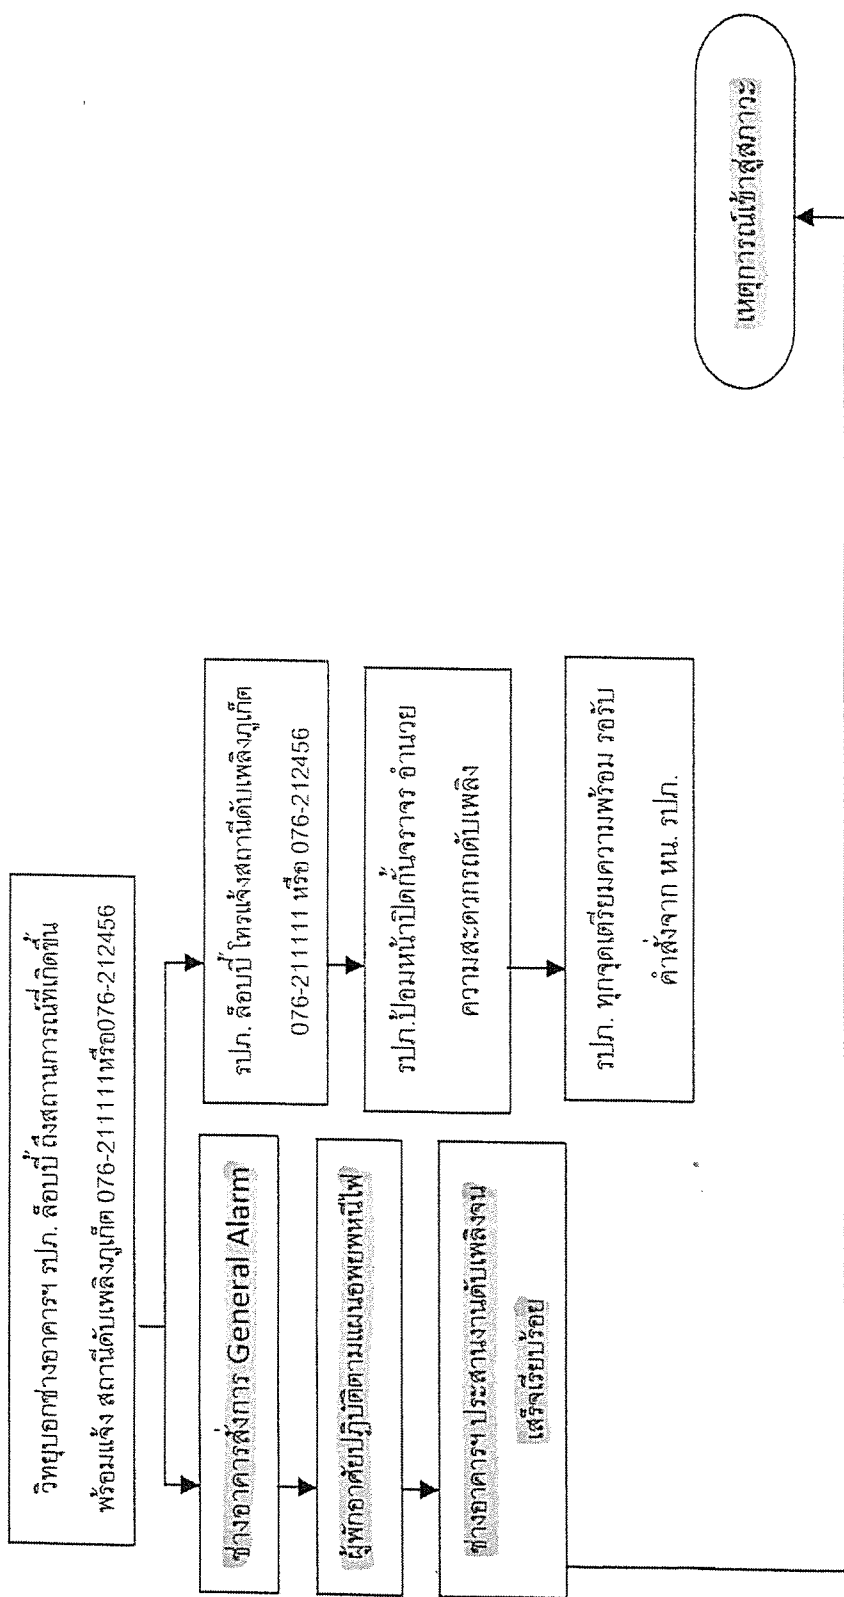 วิทยุบอกช่างอาคารฯ รปภ. ล็อบบี้ ถึงสถานการณ์ที่เกิดขึ้น
พร้อมแจ้ง สถานีดับเพลิงภูเก็ต 076-211111หรือ076-212456
ช่างอาคารสั่งการ General Alarm
ผู้พักอาศัยปฏิบัติตามแผนอพยพหนีไฟ
ช่างอาคารฯ ประสานงานดับเพลิงจน
เสร็จเรียบร้อย
รปภ. ล็อบบี้ โทรแจ้งสถานีดับเพลิงภูเก็ต
076-211111 หรือ 076-212456
รปภ.ป้อมหน้าปิดกั้นจราจร อำนวย
ความสะดวกรถดับเพลิง
รปภ. ทุกจุดเตรียมความพร้อม รอรับ
คำสั่งจาก หน. รปภ.
เหตุการณ์เข้าสู่สภาวะ